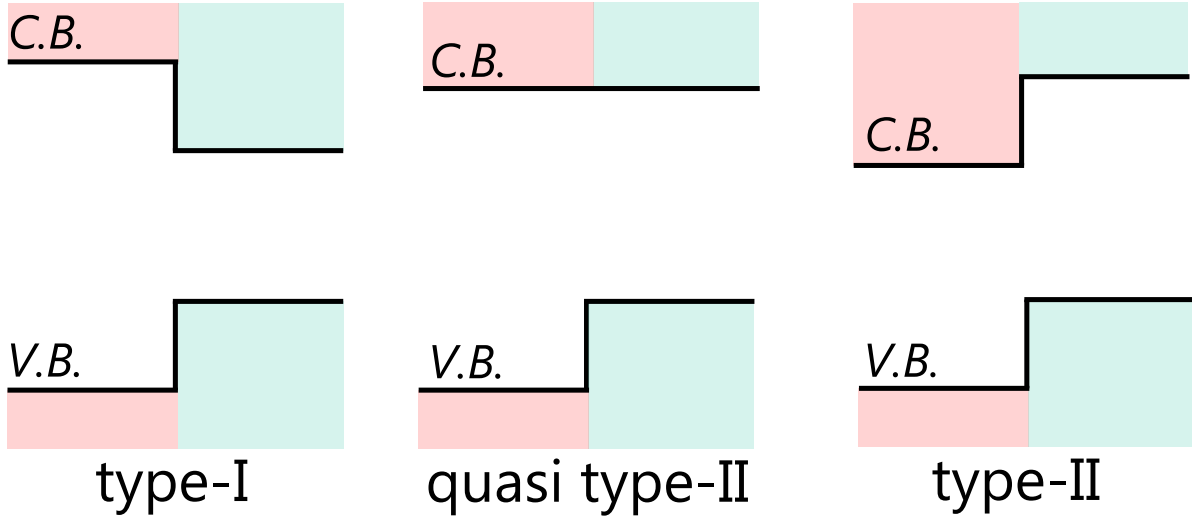 C.B.
C.B.
C.B.
V.B.
V.B.
V.B.
type-I
quasi type-II
type-II